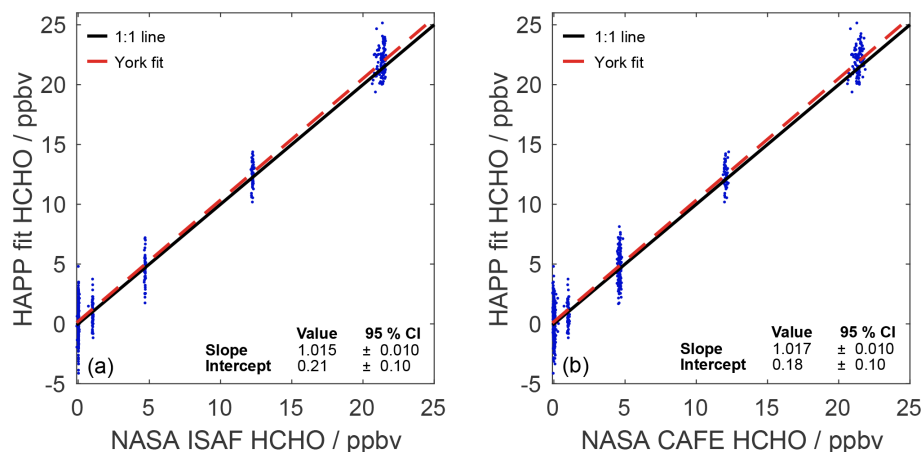 25
20
15
10
5
0
-5
HAPP fit HCHO / ppbv
1:1 line
York fit
Value 95 % CI
Slope 1.015 ± 0.010
Intercept 0.21 ± 0.10
(a)
0 5 10 15 20 25
NASA ISAF HCHO / ppbv
25
20
15
10
5
0
-5
HAPP fit HCHO / ppbv
1:1 line
York fit
Value 95 % CI
Slope 1.017 ± 0.010
Intercept 0.18 ± 0.10
(b)
0 5 10 15 20 25
NASA CAFE HCHO / ppbv